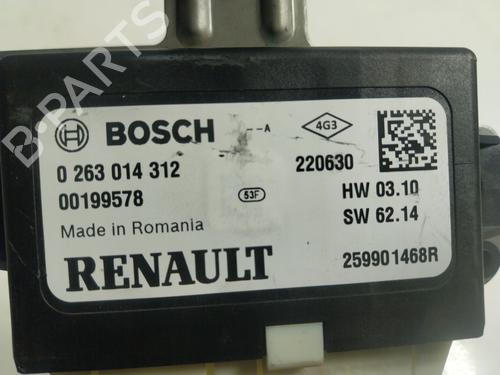 B-PARTS
BOSCH --A 4G3
0 263 014 312 220630
00199578 53F HW 03.10
Made in Romania SW 62.14
RENAULT 259901468R